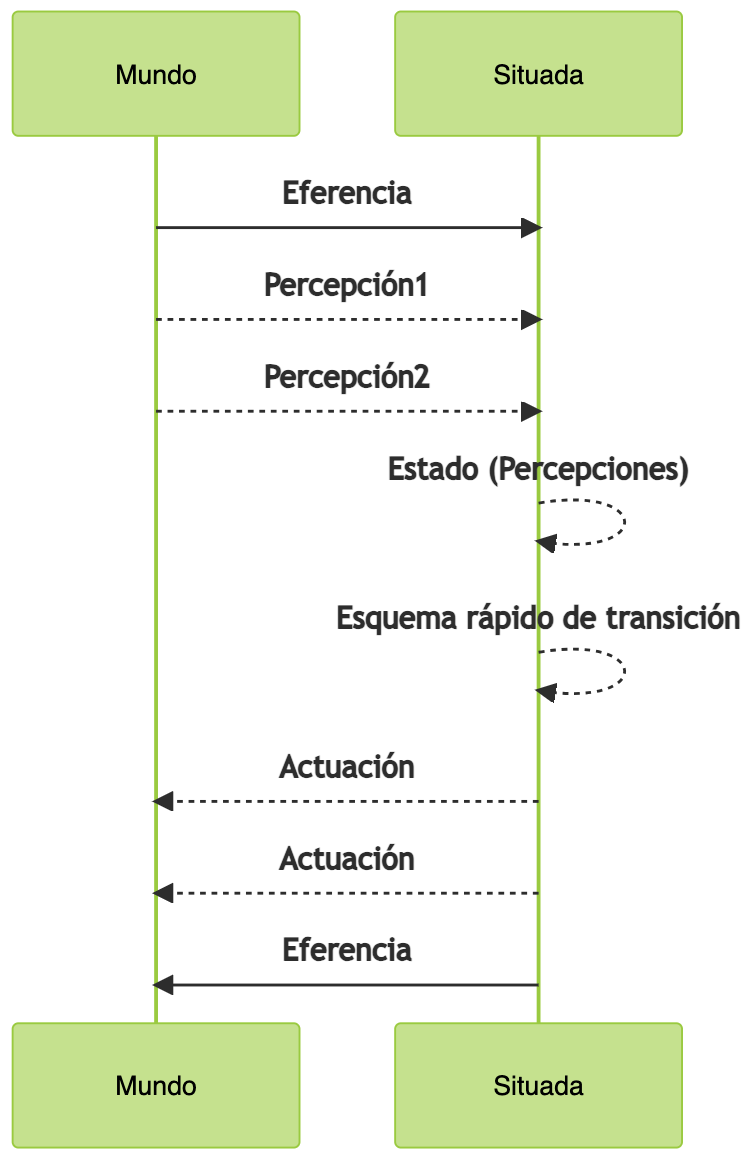 Mundo
Situada
Eferencia
Percepción1
Percepción2
Estado (Percepciones)
Esquema rápido de transición
Actuación
Actuación
Eferencia
Mundo
Situada